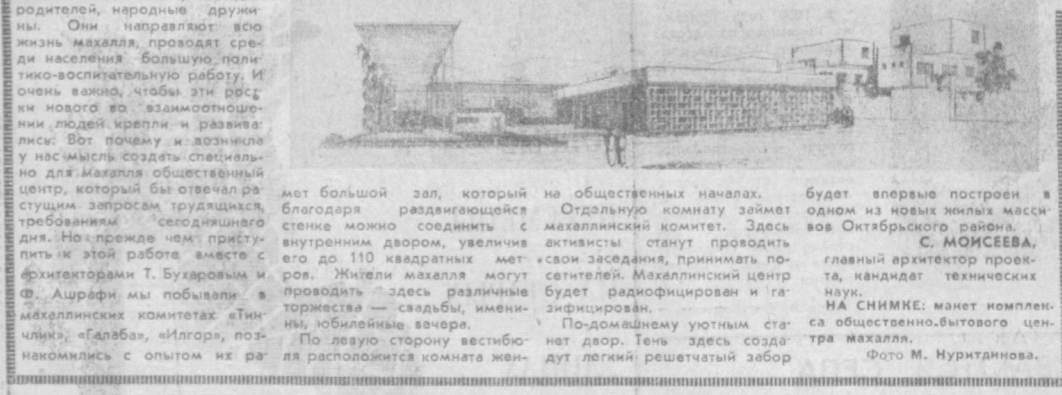 родителей, народные дружи-
ны. Они направляют всю
жизнь махалля, проводят сре-
ди населения большую поли-
тико-воспитательную работу. И
очень важно, чтобы эти рост-
ки нового во взаимоотноше-
нии людей крепли и развива-
лись. Вот почему и возникла
у нас мысль создать специаль-
но для махалля общественный
центр, который бы отвечал ра-
стущим запросам трудящихся,
требованиям сегодняшнего
дня. Но прежде чем присту-
пить к этой работе вместе с
архитекторами Т. Бухаровым и
Ф. Ашрафи мы побывали в
махаллинских комитетах «Тин-
члик», «Галаба», «Илгор», поз-
накомились с опытом их ра-
мет большой зал, который
благодаря раздвигающейся
стенке можно соединить с
внутренним двором, увеличив
его до 110 квадратных мет-
ров. Жители махалля могут
проводить здесь различные
торжества — свадьбы, имени-
ны, юбилейные вечера.
По левую сторону вестибю-
ля расположится комната жен-
на общественных началах.
Отдельную комнату займет
махаллинский комитет. Здесь
активисты станут проводить
свои заседания, принимать по-
сетителей. Махаллинский центр
будет радиофицирован и га-
зифицирован.
По-домашнему уютным ста-
нет двор. Тень здесь созда-
дут легкий решетчатый забор
будет впервые построен в
одном из новых жилых масси-
вов Октябрьского района.
С. МОИСЕЕВА,
главный архитектор проек-
та, кандидат технических
наук.
НА СНИМКЕ: макет комплек-
са общественно-бытового цен-
тра махалля.
Фото М. Нуритдинова.